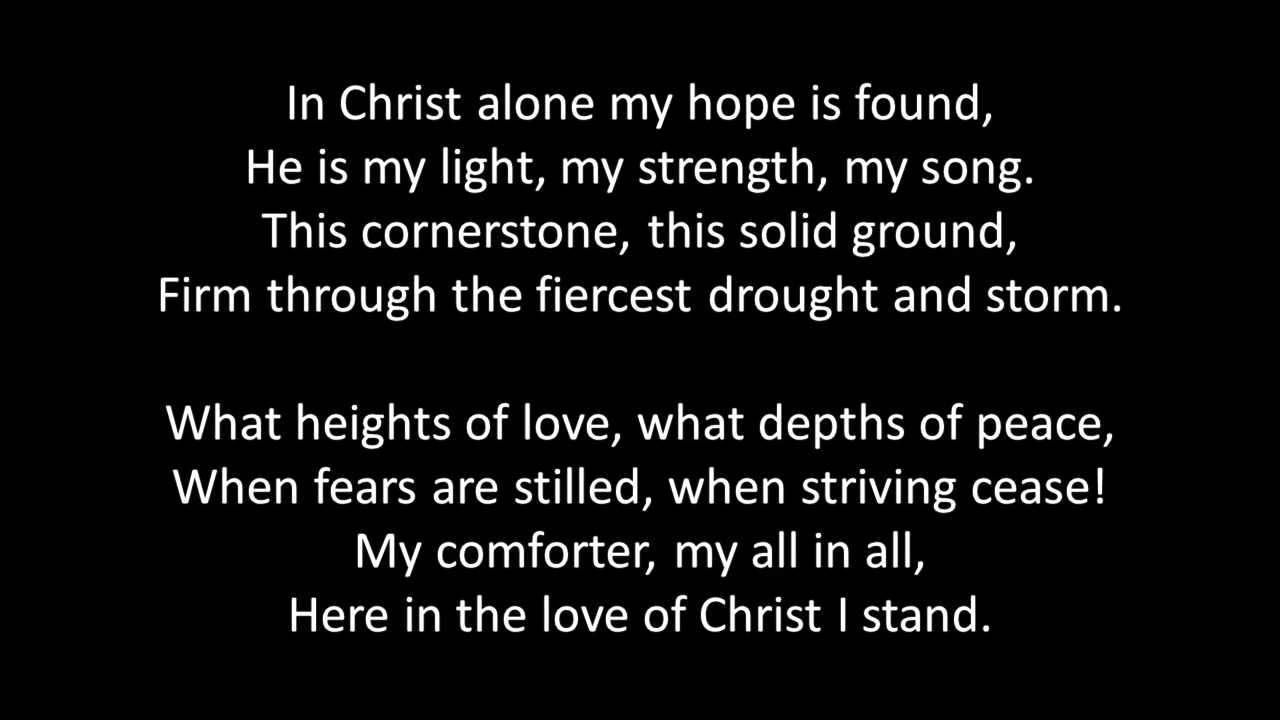 In Christ alone my hope is found,
He is my light, my strength, my song.
This cornerstone, this solid ground,
Firm through the fiercest drought and storm.
What heights of love, what depths of peace,
When fears are stilled, when striving cease!
My comforter, my all in all,
Here in the love of Christ I stand.